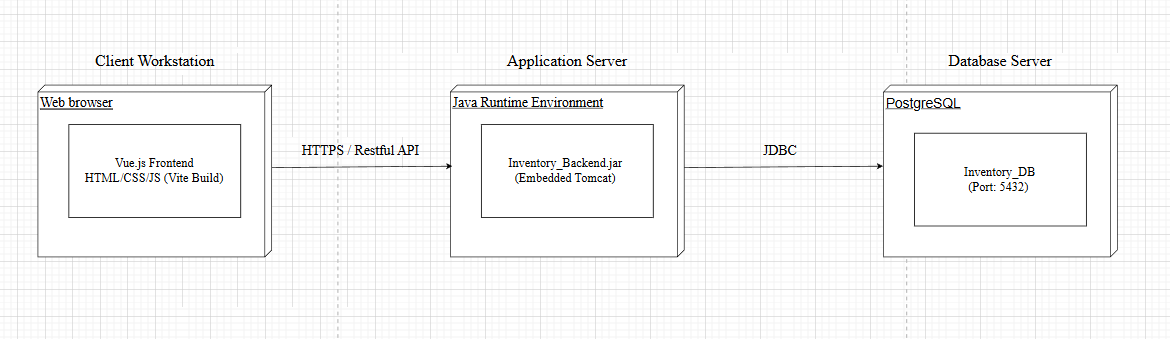 Client Workstation
Application Server
Database Server
Web browser
Java Runtime Environment
PostgreSQL
Vue.js Frontend
HTML/CSS/JS (Vite Build)
HTTPS / Restful API
Inventory_Backend.jar
(Embedded Tomcat)
JDBC
Inventory_DB
(Port: 5432)